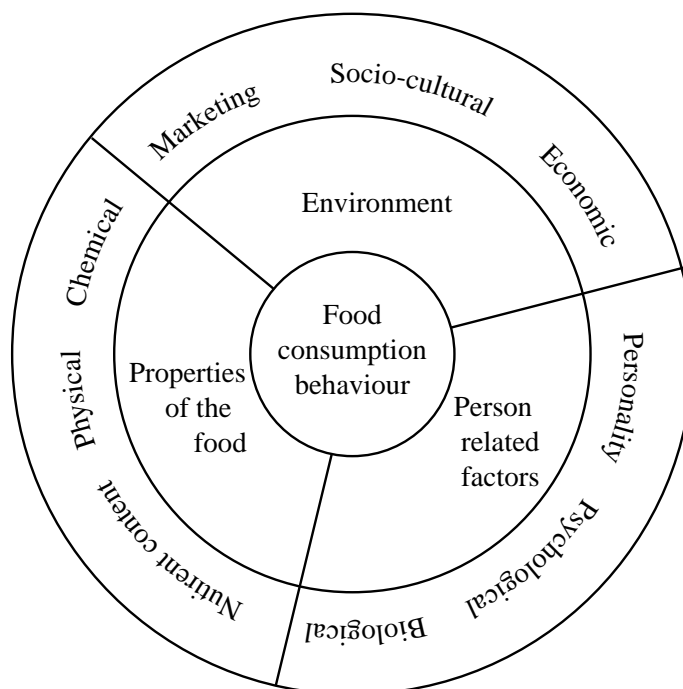 Socio-cultural
Marketing
Economic
Environment
Chemical
Food
consumption
behaviour
Personality
Physical
Properties
of the
food
Person
related
factors
Nutirent content
Psychological
Biological